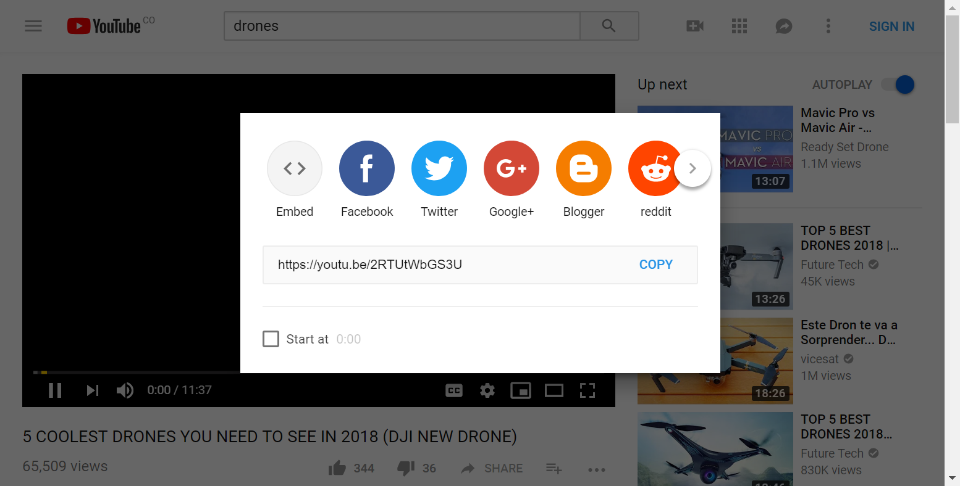 YouTube CO
drones
SIGN IN
Up next
AUTOPLAY
MAVIC PRO
VS
MAVIC AIR
13:07
Mavic Pro vs
Mavic Air -...
Ready Set Drone
1.1M views
Embed
Facebook
Twitter
Google+
Blogger
reddit
https://youtu.be/2RTUtWbGS3U
COPY
Start at 0:00
13:26
TOP 5 BEST
DRONES 2018 |...
Future Tech
45K views
18:26
Este Dron te va a
Sorprender... D...
vicesat
1M views
0:00 / 11:37
5 COOLEST DRONES YOU NEED TO SEE IN 2018 (DJI NEW DRONE)
65,509 views
344
36
SHARE
TOP 5 BEST
DRONES 2018...
Future Tech
830K views